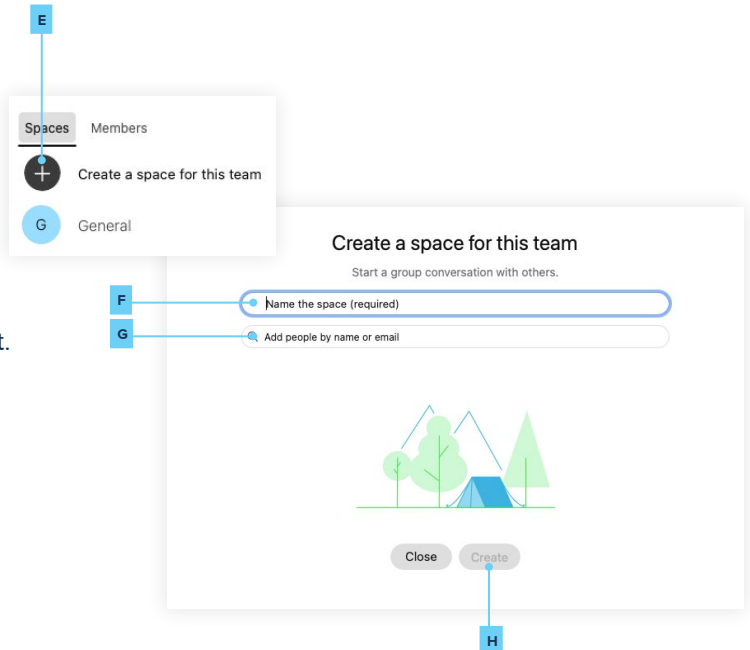 E
Spaces Members
Create a space for this team
G General
Create a space for this team
Start a group conversation with others.
F Name the space (required)
G Add people by name or email
t.
Close Create
H